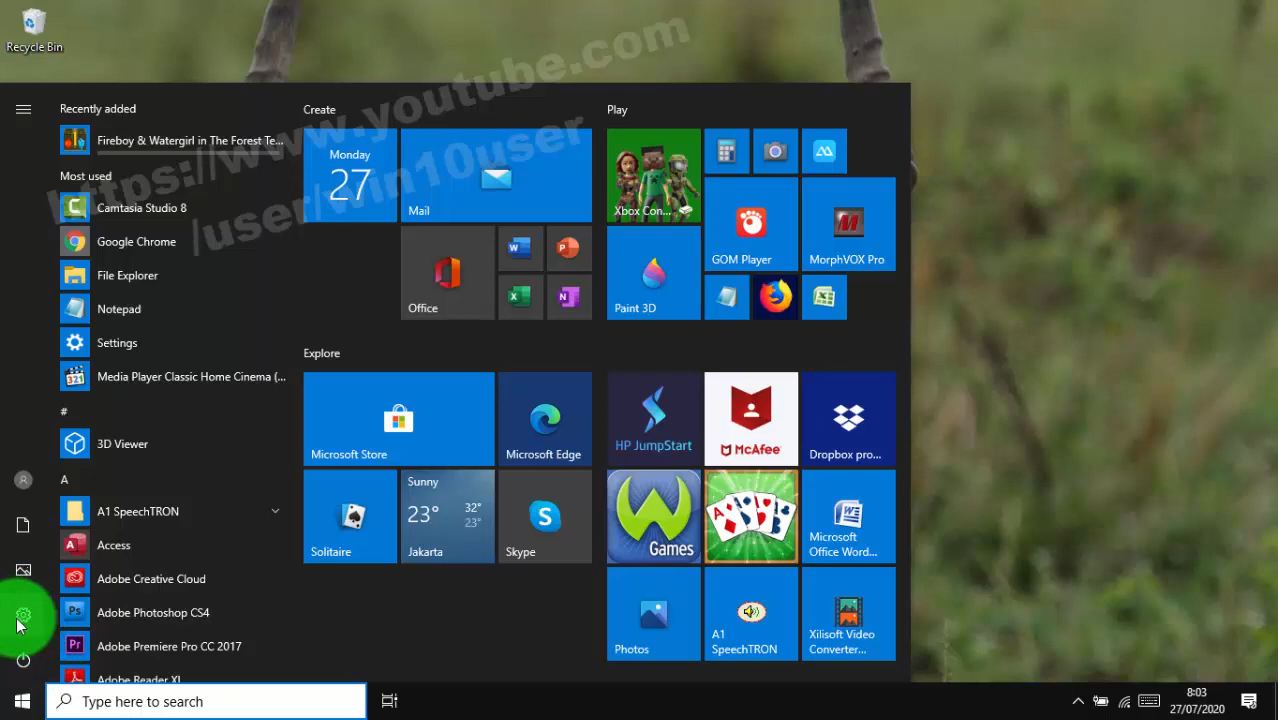 Recycle Bin
https://www.youtube.com
/user/win10user
Recently added
Fireboy & Watergirl in The Forest Te...
Most used
Camtasia Studio 8
Google Chrome
File Explorer
Notepad
Settings
Media Player Classic Home Cinema (...
#
3D Viewer
A
A1 SpeechTRON
Access
Adobe Creative Cloud
Adobe Photoshop CS4
Adobe Premiere Pro CC 2017
Adobe Reader XI
Create
Monday
27
Mail
Office
Explore
Microsoft Store
Microsoft Edge
Solitaire
Sunny
23° 32°
23°
Jakarta
Skype
Play
Xbox Con...
GOM Player
MorphVOX Pro
Paint 3D
HP JumpStart
McAfee
Dropbox pro...
Games
Microsoft
Office Word...
Photos
A1
SpeechTRON
Xilisoft Video
Converter...
Type here to search
8:03
27/07/2020